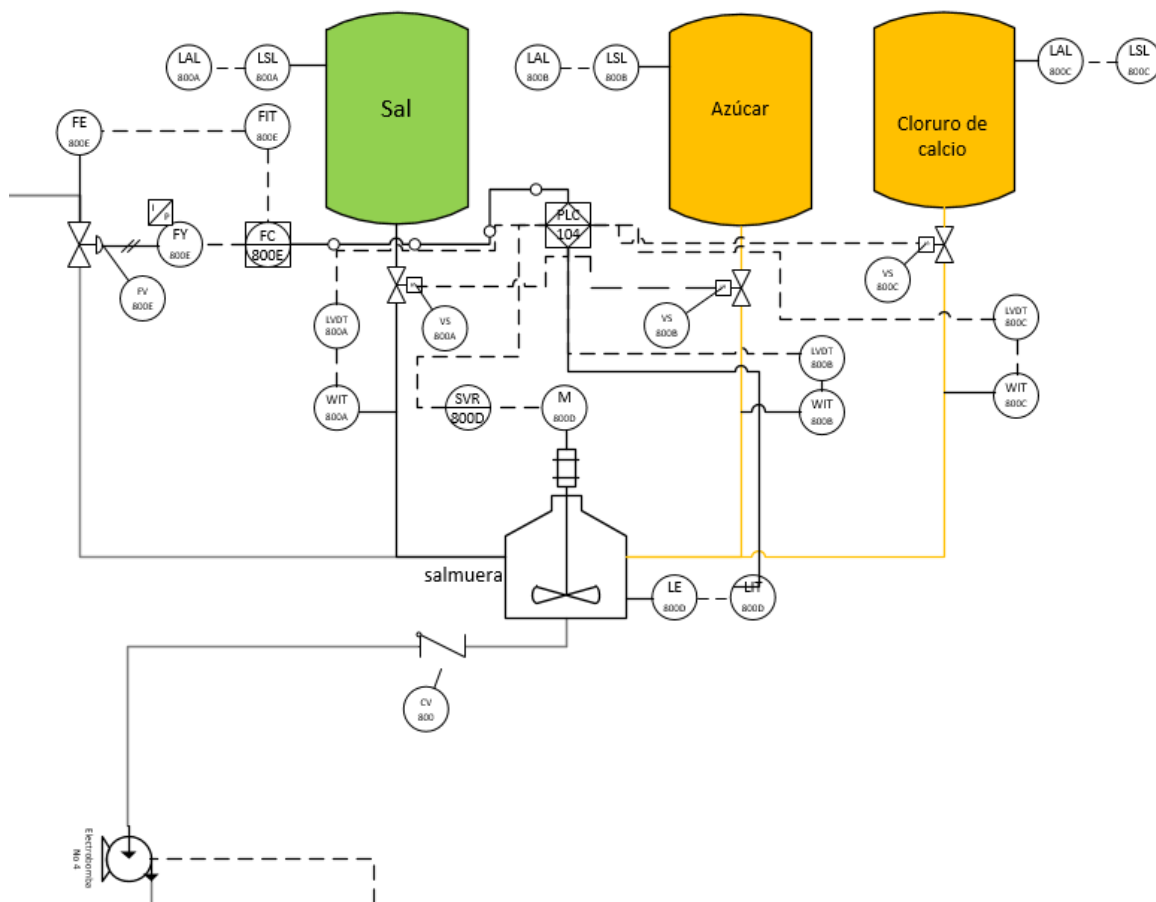 LAL
800A
LSL
800A
Sal
LAL
800B
LSL
800B
Azúcar
Cloruro de
calcio
LAL
800C
LSL
800C
FE
800E
FIT
800E
I
P
FY
800E
FC
800E
PLC
104
FV
800E
VS
800A
VS
800B
VS
800C
LVDT
800A
LVDT
800B
LVDT
800C
WIT
800A
SVR
800D
M
800D
WIT
800B
WIT
800C
salmuera
LE
800D
LIT
800D
CV
800
Electrobomba
No 4